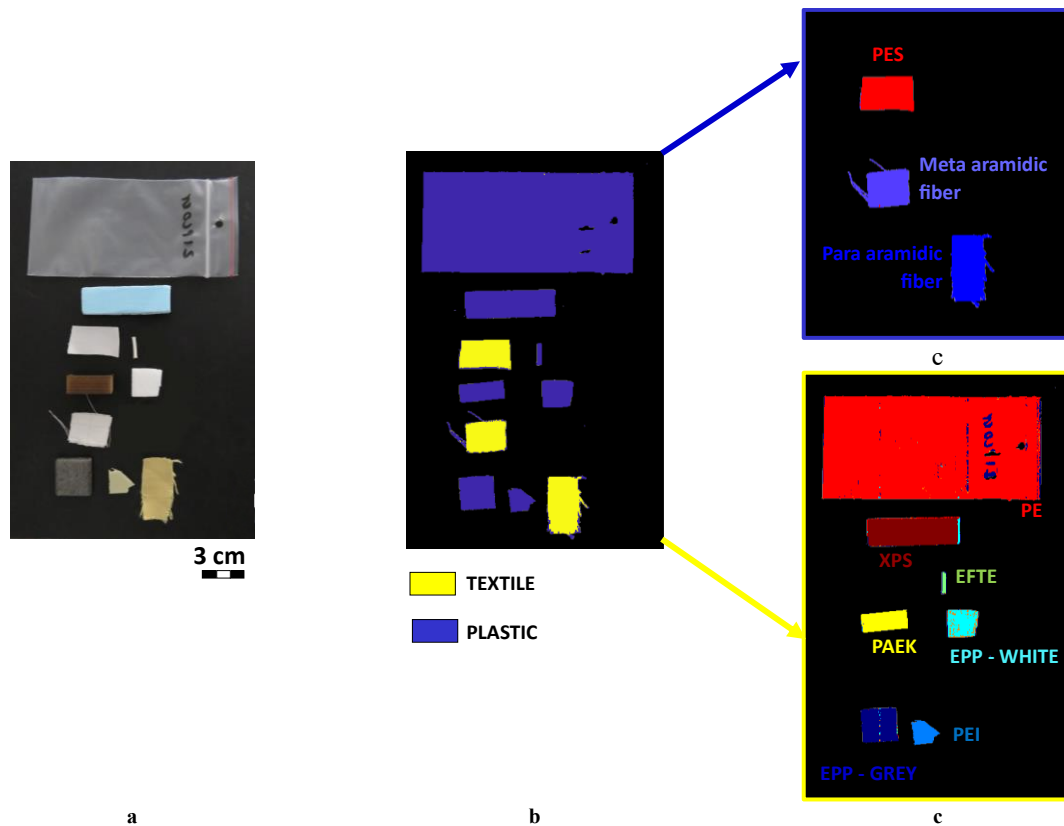 PES
Meta aramidic
fiber
Para aramidic
fiber
c
3 cm
TEXTILE
PLASTIC
PE
XPS
EFTE
PAEK
EPP - WHITE
PEI
EPP - GREY
a
b
c